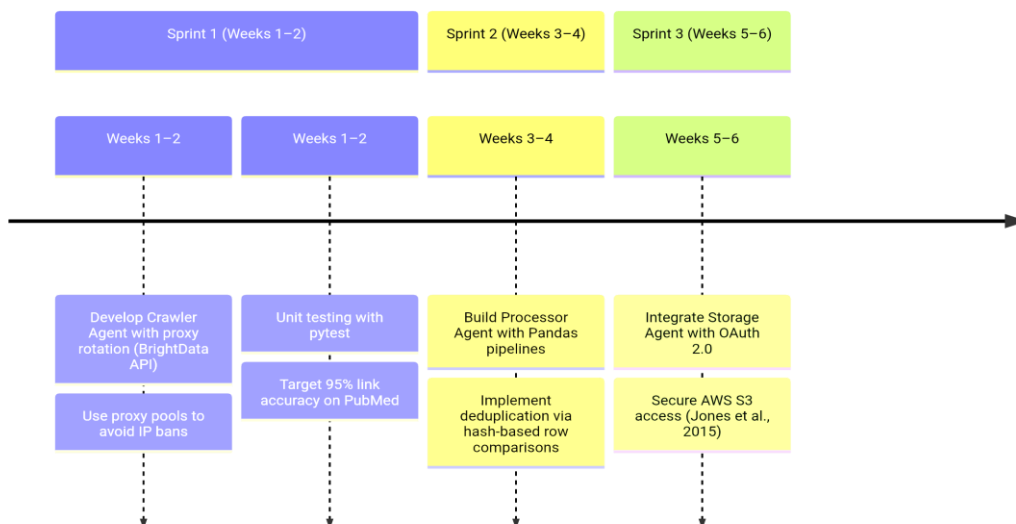 Sprint 1 (Weeks 1–2)
Sprint 2 (Weeks 3–4)
Sprint 3 (Weeks 5–6)
Weeks 1–2
Weeks 1–2
Weeks 3–4
Weeks 5–6
Develop Crawler
Agent with proxy
rotation (BrightData
API)
Use proxy pools to
avoid IP bans
Unit testing with
pytest
Target 95% link
accuracy on PubMed
Build Processor
Agent with Pandas
pipelines
Implement
deduplication via
hash-based row
comparisons
Integrate Storage
Agent with OAuth
2.0
Secure AWS S3
access (Jones et al.,
2015)